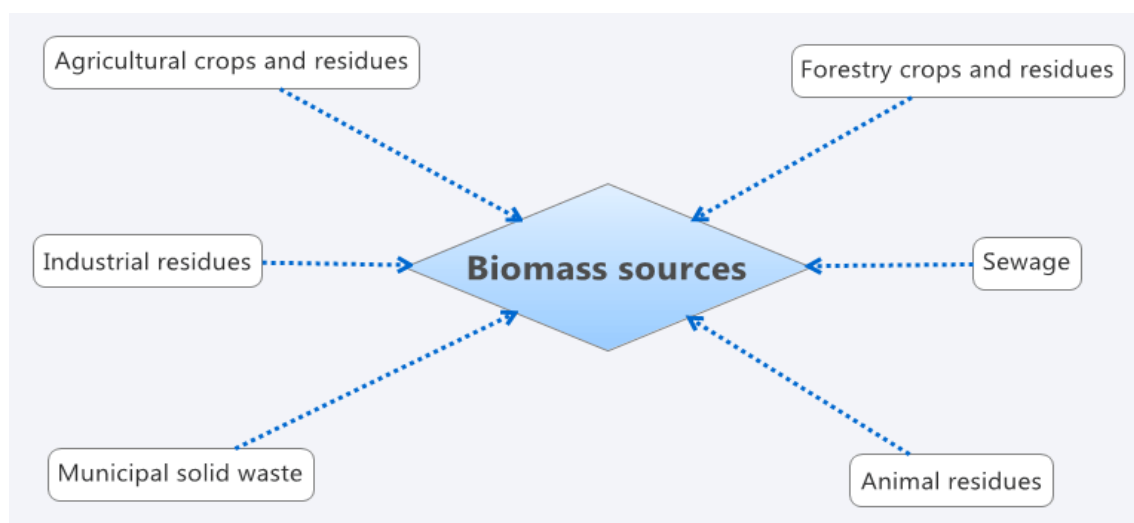 Agricultural crops and residues
Forestry crops and residues
Industrial residues
Biomass sources
Sewage
Municipal solid waste
Animal residues